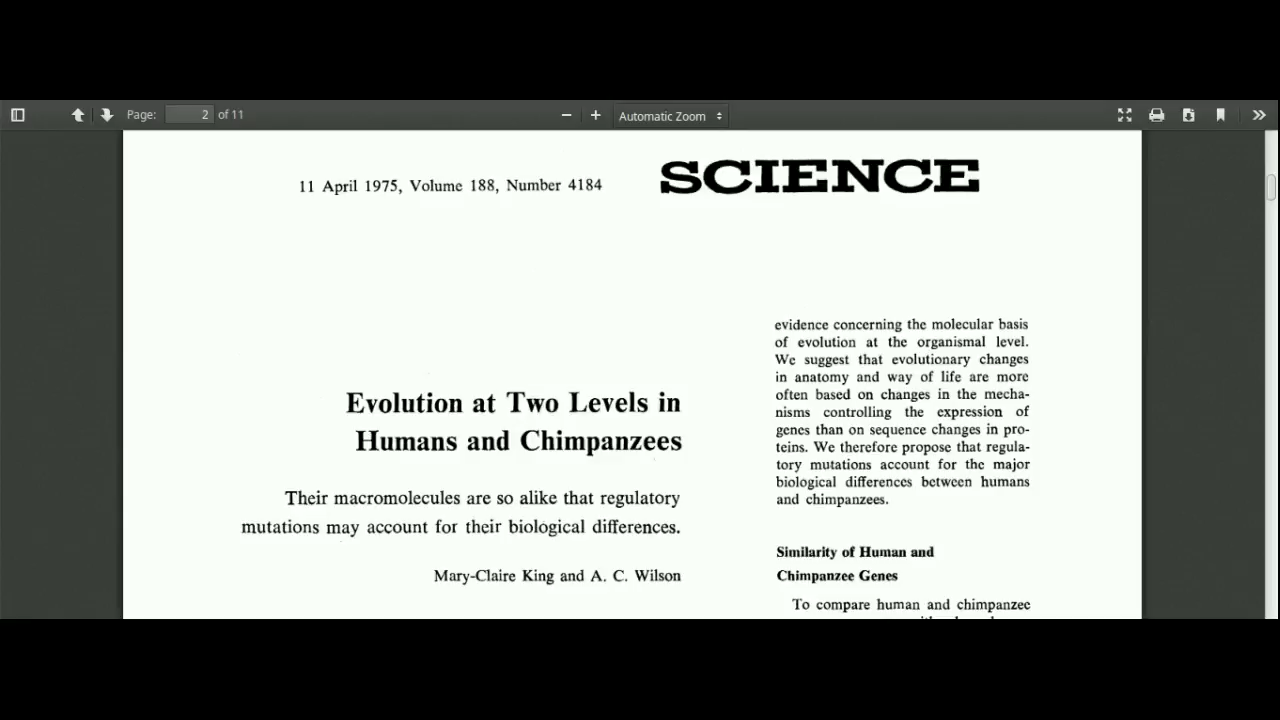 Page: 2 of 11 Automatic Zoom
11 April 1975, Volume 188, Number 4184
SCIENCE
Evolution at Two Levels in
Humans and Chimpanzees
Their macromolecules are so alike that regulatory
mutations may account for their biological differences.
Mary-Claire King and A. C. Wilson
evidence concerning the molecular basis
of evolution at the organismal level.
We suggest that evolutionary changes
in anatomy and way of life are more
often based on changes in the mecha-
nisms controlling the expression of
genes than on sequence changes in pro-
teins. We therefore propose that regula-
tory mutations account for the major
biological differences between humans
and chimpanzees.
Similarity of Human and
Chimpanzee Genes
To compare human and chimpanzee